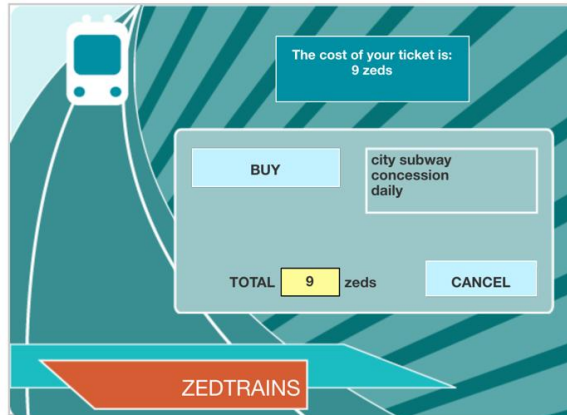 The cost of your ticket is:
9 zeds
BUY
city subway
concession
daily
TOTAL 9 zeds
CANCEL
ZEDTRAINS